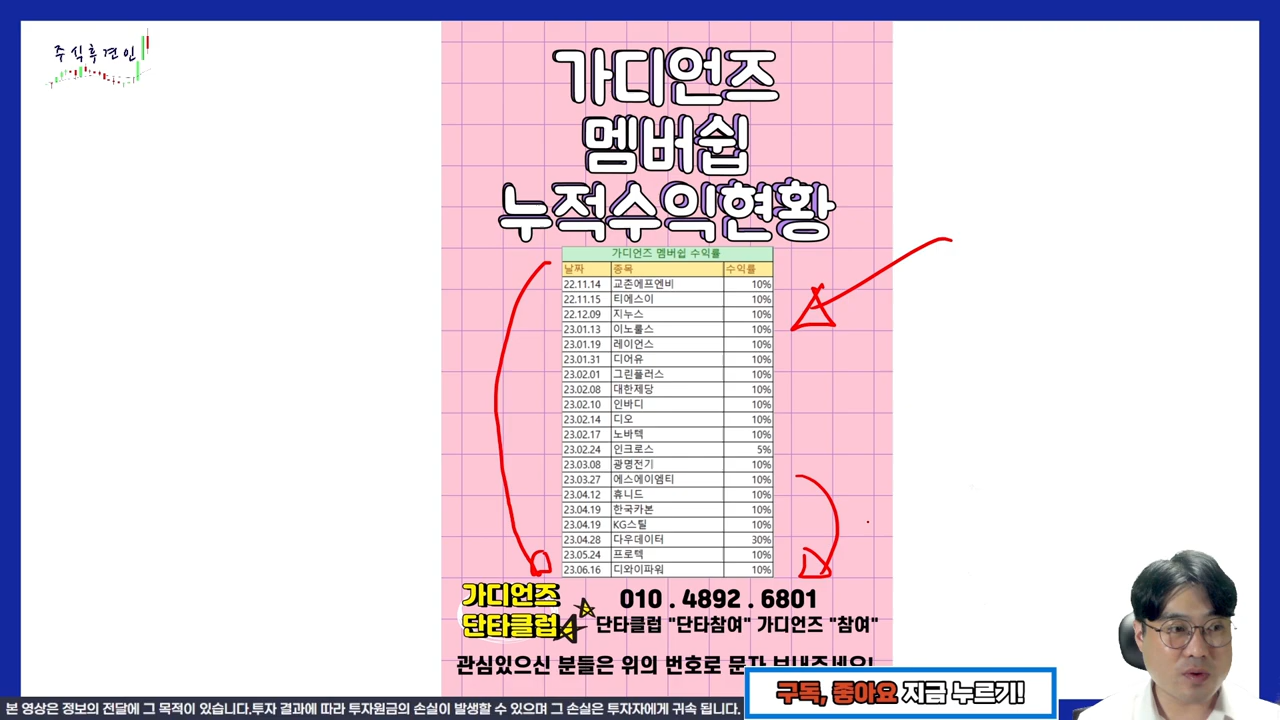 주식후견인
가디언즈
멤버쉽
누적수익현황
가디언즈 멤버쉽 수익률
날짜 종목 수익률
22.11.14 교촌에프엔비 10%
22.11.15 티에스이 10%
22.12.09 지누스 10%
23.01.13 이노룰스 10%
23.01.19 레이언스 10%
23.01.31 디어유 10%
23.02.01 그린플러스 10%
23.02.08 대한제당 10%
23.02.10 인바디 10%
23.02.14 디오 10%
23.02.17 노바텍 10%
23.02.24 인크로스 5%
23.03.08 광명전기 10%
23.03.27 에스에이엠티 10%
23.04.12 휴니드 10%
23.04.19 한국카본 10%
23.04.19 KG스틸 10%
23.04.28 다우데이터 30%
23.05.24 프로텍 10%
23.06.16 디와이파워 10%
가디언즈
단타클럽
010 . 4892 . 6801
단타클럽 "단타참여" 가디언즈 "참여"
관심있으신 분들은 위의 번호로 문자 보내주세요!
구독, 좋아요 지금 누르기!
본 영상은 정보의 전달에 그 목적이 있습니다.투자 결과에 따라 투자원금의 손실이 발생할 수 있으며 그 손실은 투자자에게 귀속 됩니다.